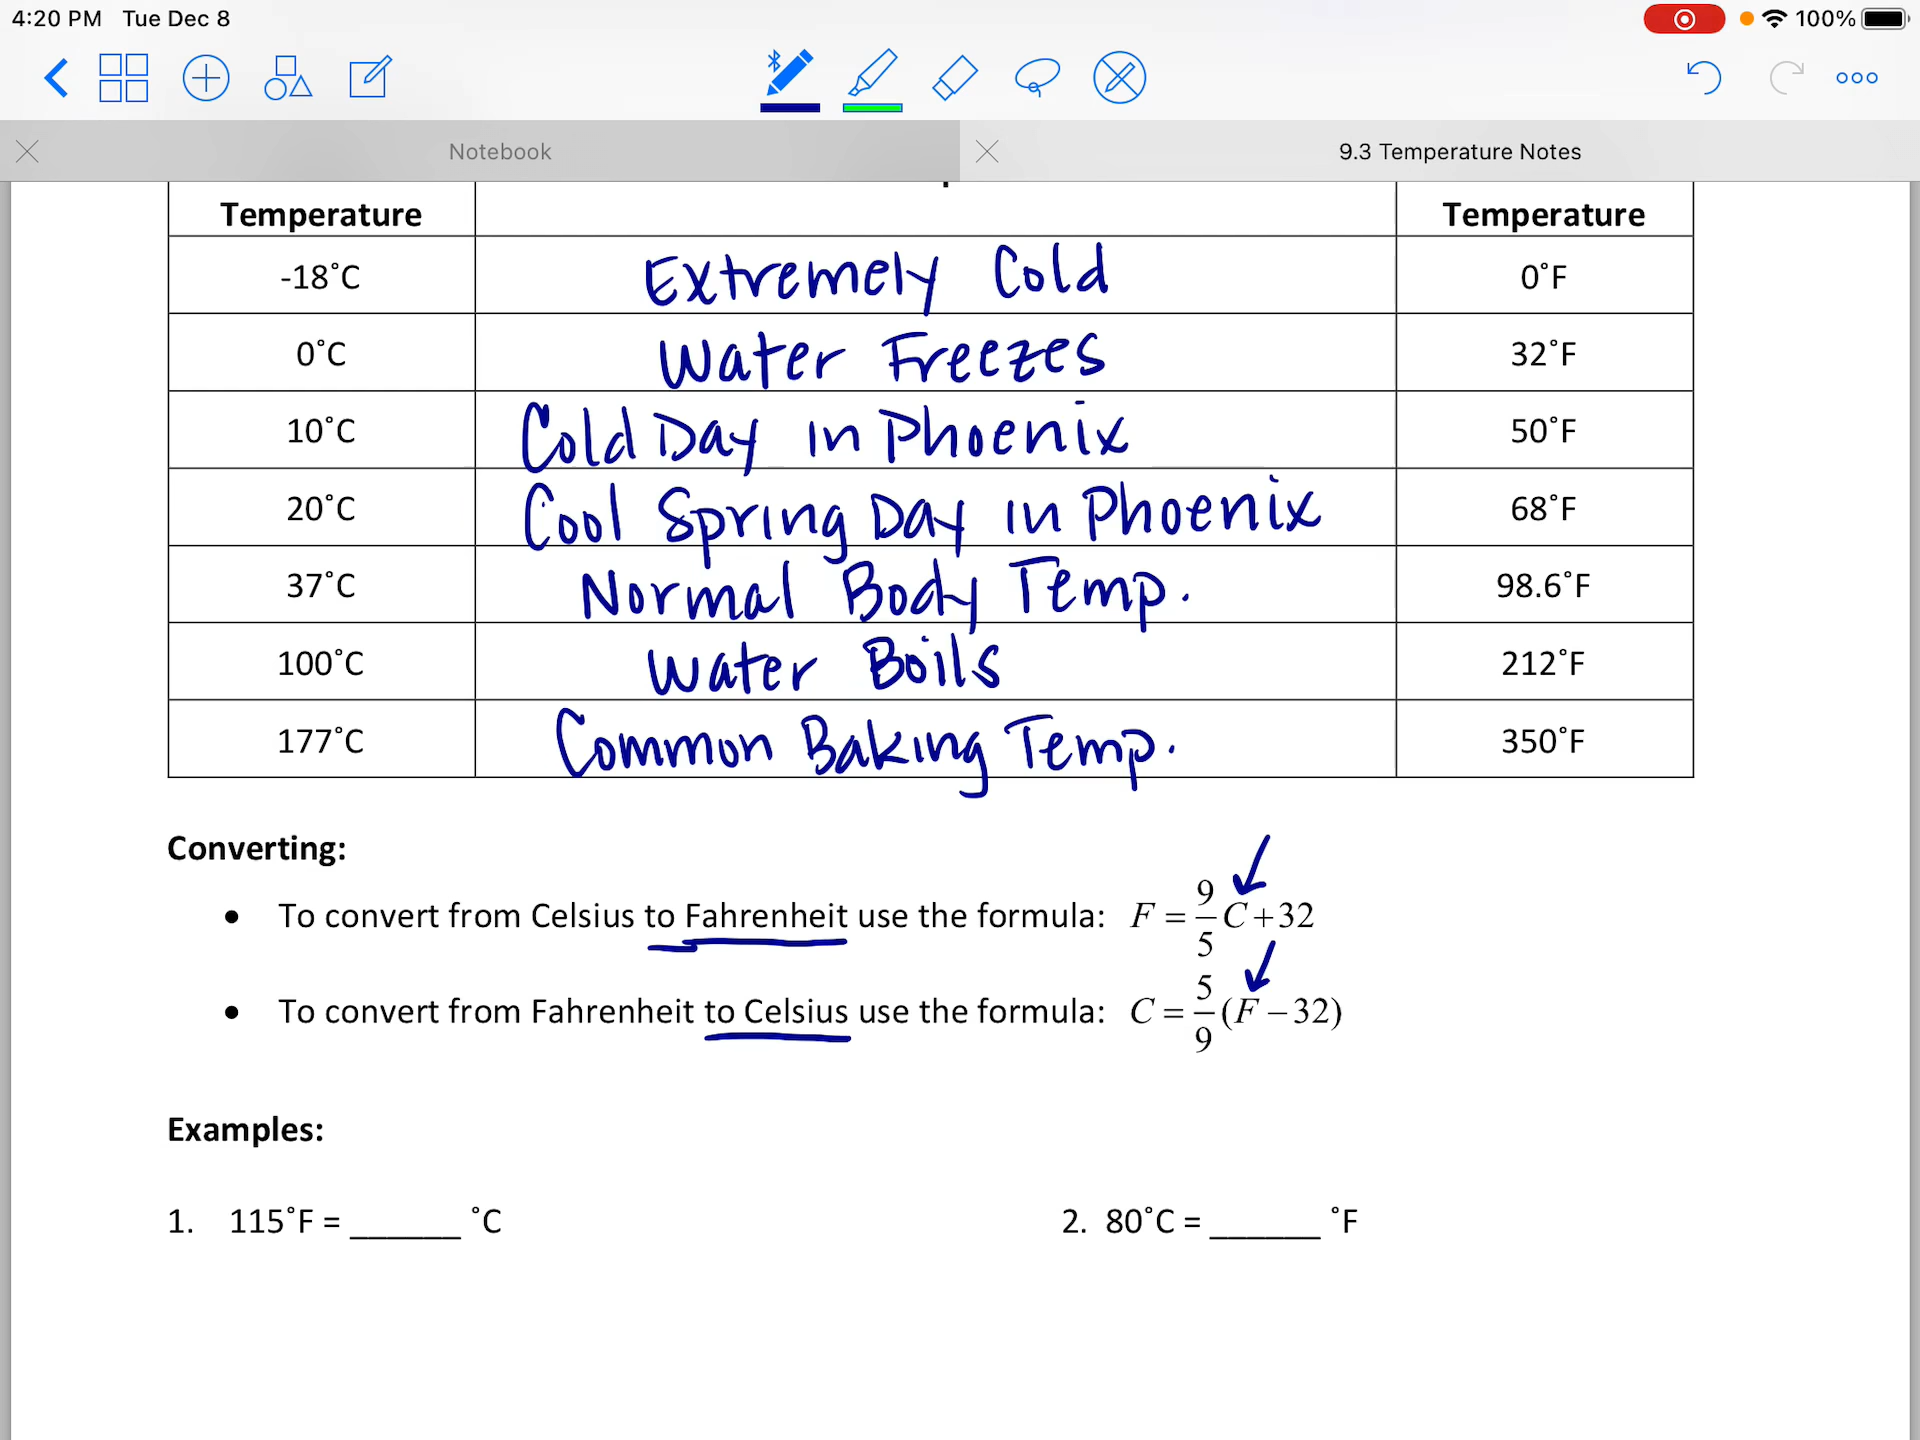 4:20 PM Tue Dec 8
100%
Notebook
9.3 Temperature Notes
Temperature Temperature
-18˚C Extremely Cold 0˚F
0˚C Water Freezes 32˚F
10˚C Cold Day in Phoenix 50˚F
20˚C Cool Spring Day in Phoenix 68˚F
37˚C Normal Body Temp. 98.6˚F
100˚C Water Boils 212˚F
177˚C Common Baking Temp. 350˚F
Converting:
• To convert from Celsius to Fahrenheit use the formula: F = 9/5 C + 32
• To convert from Fahrenheit to Celsius use the formula: C = 5/9 (F − 32)
Examples:
1. 115˚F = ______ ˚C 2. 80˚C = ______ ˚F